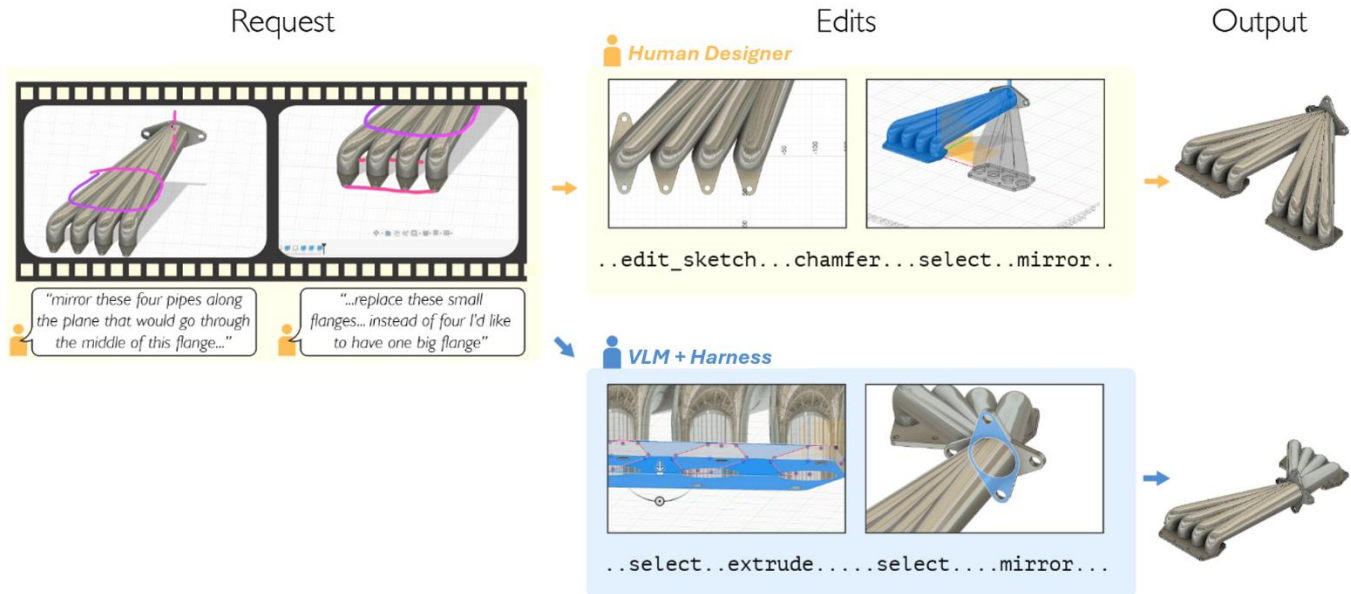 Request
Edits
Output
Human Designer
-50
-100
..edit_sketch...chamfer...select..mirror..
"mirror these four pipes along
the plane that would go through
the middle of this flange..."
"...replace these small
flanges... instead of four I'd like
to have one big flange"
VLM + Harness
..select..extrude.....select....mirror...